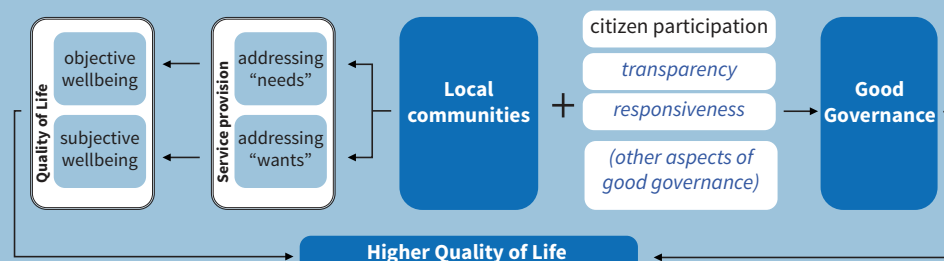 Quality of Life
objective
wellbeing
subjective
wellbeing
Service provision
addressing
“needs”
addressing
“wants”
Local
communities
+
citizen participation
transparency
responsiveness
(other aspects of
good governance)
Good
Governance
Higher Quality of Life